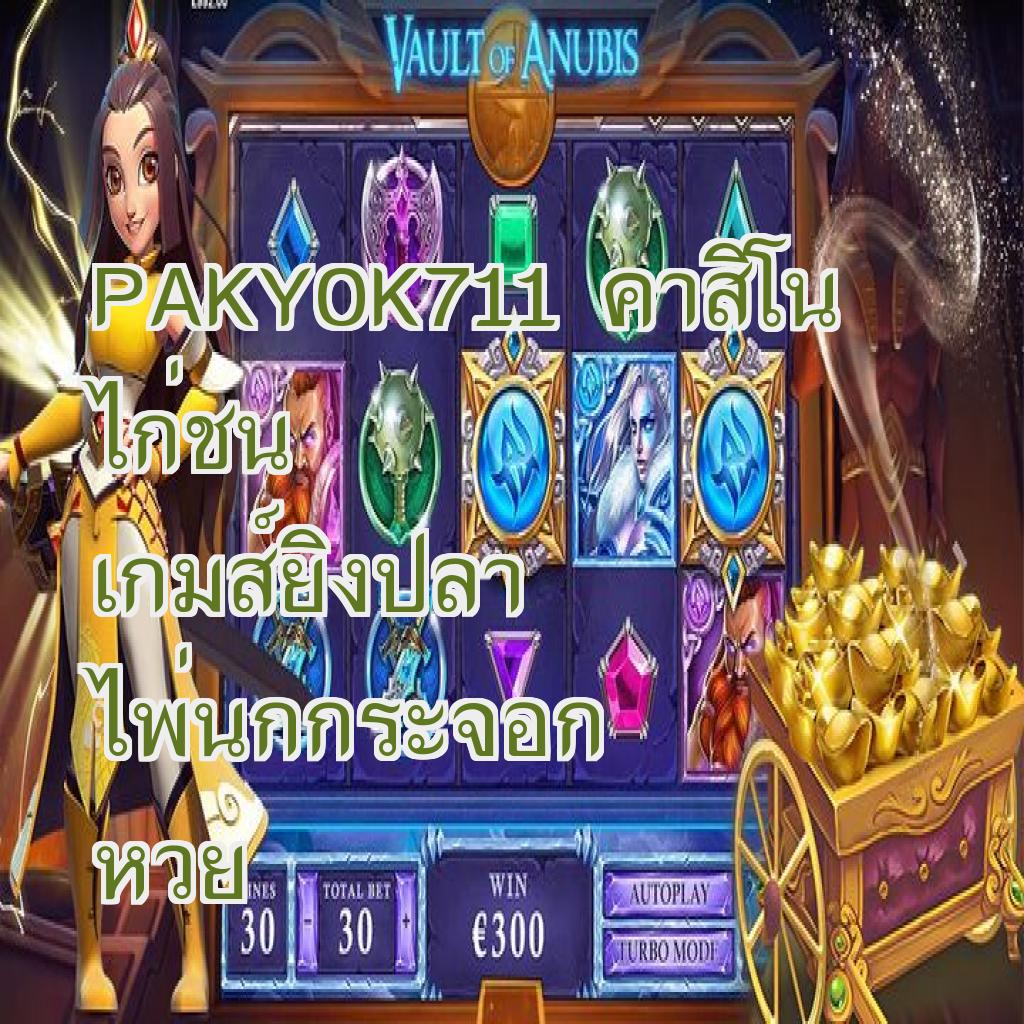 VAULT OF ANUBIS
PAKYOK711 คาสิโน
ไก่ชน
เกมส์ยิงปลา
ไพ่นกกระจอก
หวย
TOTAL BET
WIN
30
30
€300
AUTOPLAY
TURBO MODE